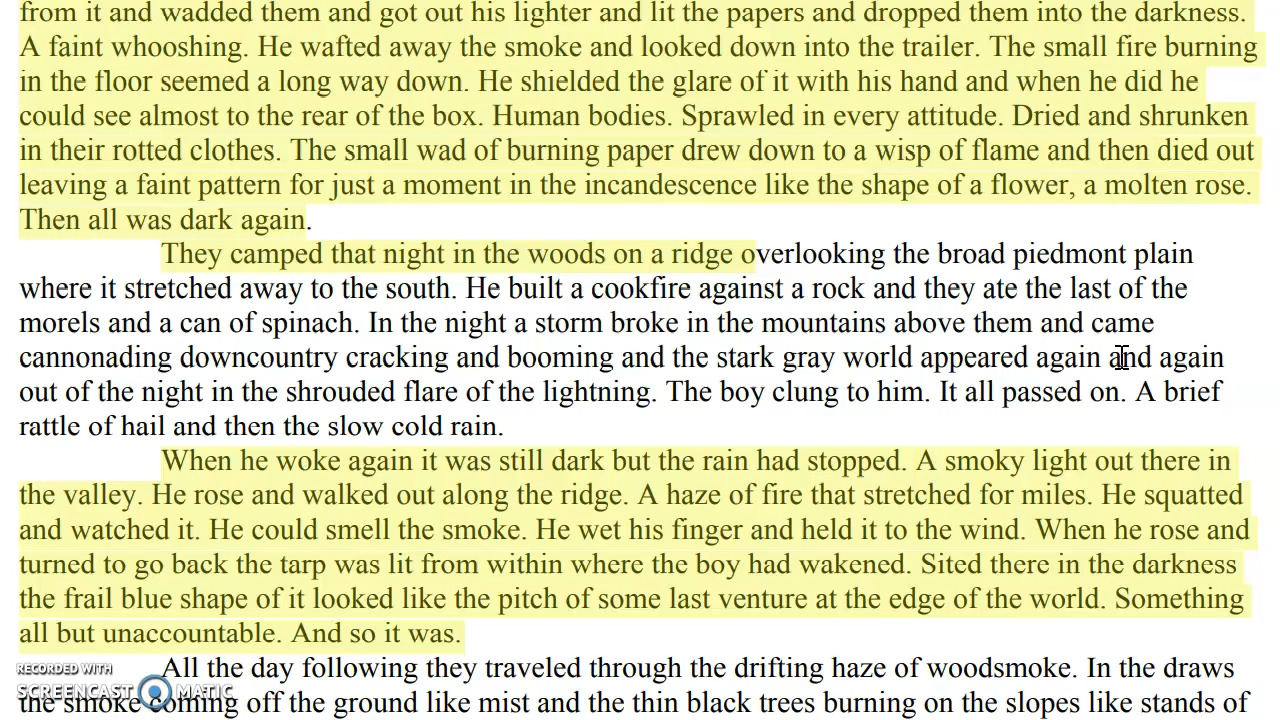 from it and wadded them and got out his lighter and lit the papers and dropped them into the darkness.
A faint whooshing. He wafted away the smoke and looked down into the trailer. The small fire burning
in the floor seemed a long way down. He shielded the glare of it with his hand and when he did he
could see almost to the rear of the box. Human bodies. Sprawled in every attitude. Dried and shrunken
in their rotted clothes. The small wad of burning paper drew down to a wisp of flame and then died out
leaving a faint pattern for just a moment in the incandescence like the shape of a flower, a molten rose.
Then all was dark again.
They camped that night in the woods on a ridge overlooking the broad piedmont plain
where it stretched away to the south. He built a cookfire against a rock and they ate the last of the
morels and a can of spinach. In the night a storm broke in the mountains above them and came
cannonading downcountry cracking and booming and the stark gray world appeared again and again
out of the night in the shrouded flare of the lightning. The boy clung to him. It all passed on. A brief
rattle of hail and then the slow cold rain.
When he woke again it was still dark but the rain had stopped. A smoky light out there in
the valley. He rose and walked out along the ridge. A haze of fire that stretched for miles. He squatted
and watched it. He could smell the smoke. He wet his finger and held it to the wind. When he rose and
turned to go back the tarp was lit from within where the boy had wakened. Sited there in the darkness
the frail blue shape of it looked like the pitch of some last venture at the edge of the world. Something
all but unaccountable. And so it was.
All the day following they traveled through the drifting haze of woodsmoke. In the draws
the smoke coming off the ground like mist and the thin black trees burning on the slopes like stands of
RECORDED WITH
SCREENCAST MATIC